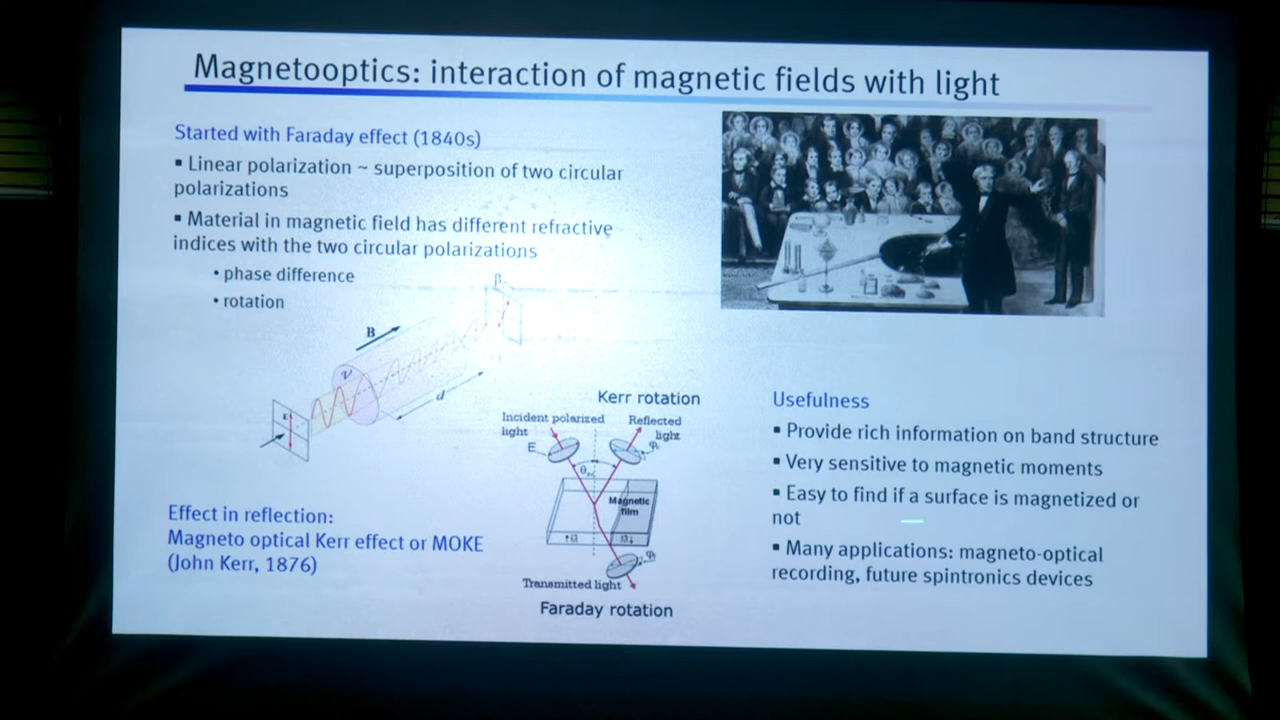 Magnetooptics: interaction of magnetic fields with light
Started with Faraday effect (1840s)
▪ Linear polarization ~ superposition of two circular
polarizations
▪ Material in magnetic field has different refractive
indices with the two circular polarizations
• phase difference
• rotation
β
B
ν
d
E
Kerr rotation
Incident polarized
light
Reflected
light
E
Magnetic
film
Transmitted light
Faraday rotation
Effect in reflection:
Magneto optical Kerr effect or MOKE
(John Kerr, 1876)
Usefulness
▪ Provide rich information on band structure
▪ Very sensitive to magnetic moments
▪ Easy to find if a surface is magnetized or
not
▪ Many applications: magneto-optical
recording, future spintronics devices